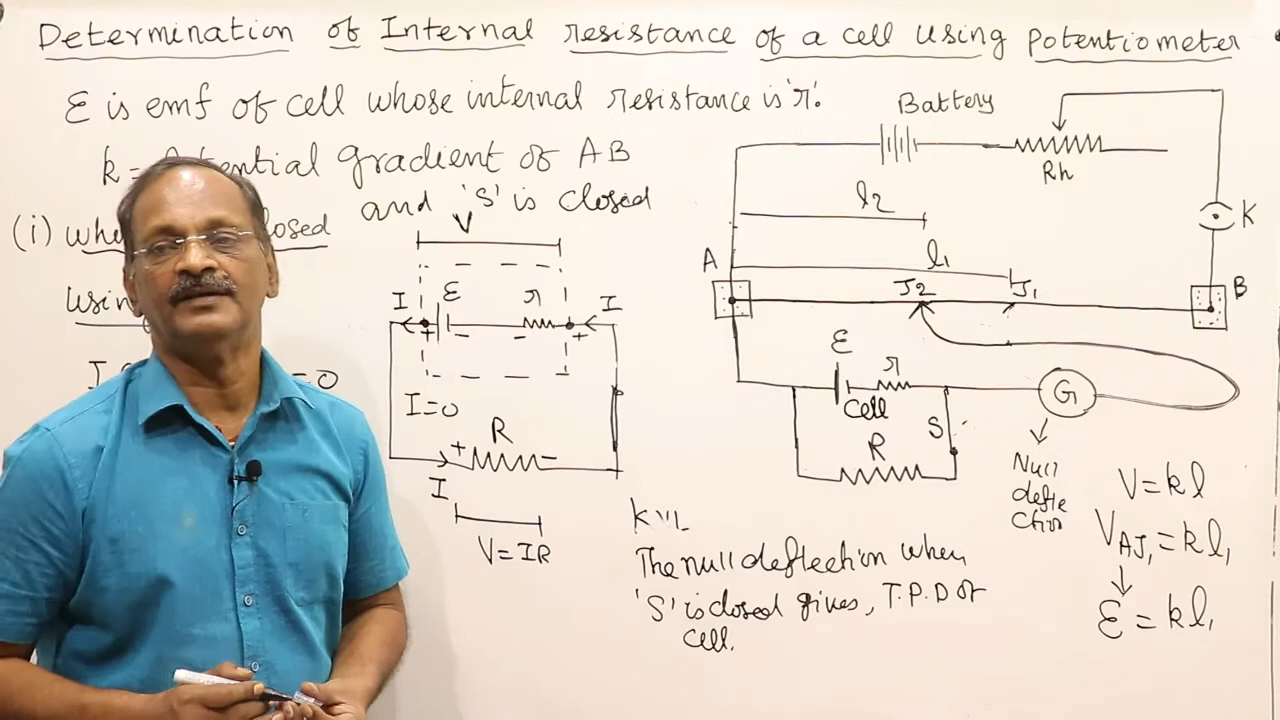 Determination of Internal resistance of a cell using potentiometer
ε is emf of cell whose internal resistance is 'r'.
k = Potential gradient of AB
and 'S' is closed
(i) closed
V
I ε r I
+ - - +
I=0
=0
R
+ -
I
V=IR
Battery
Rh
K
l2
l1
A J2 J1 B
ε r
Cell
G
R S
Null
defle
ction
The null deflection when
'S' is closed gives, T.P.D of
cell.
V=kl
V_AJ₁ = kl₁
↓
ε = kl₁